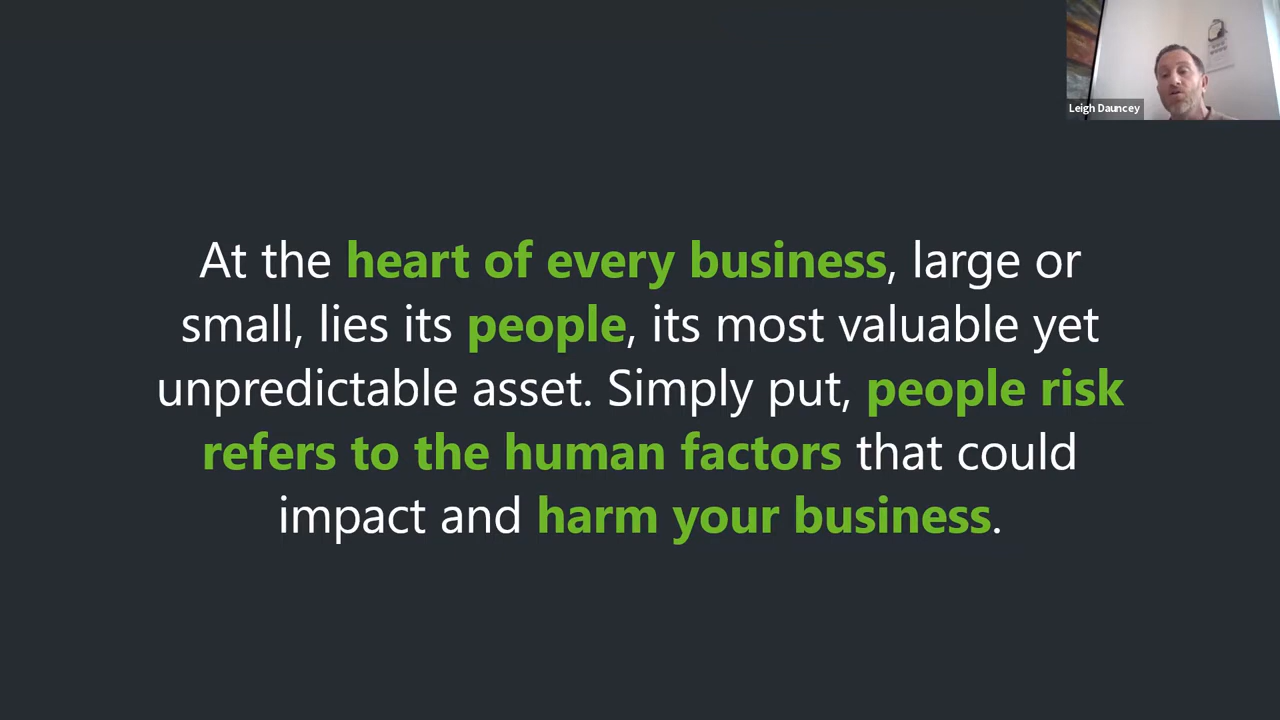 Leigh Dauncey
At the heart of every business, large or
small, lies its people, its most valuable yet
unpredictable asset. Simply put, people risk
refers to the human factors that could
impact and harm your business.